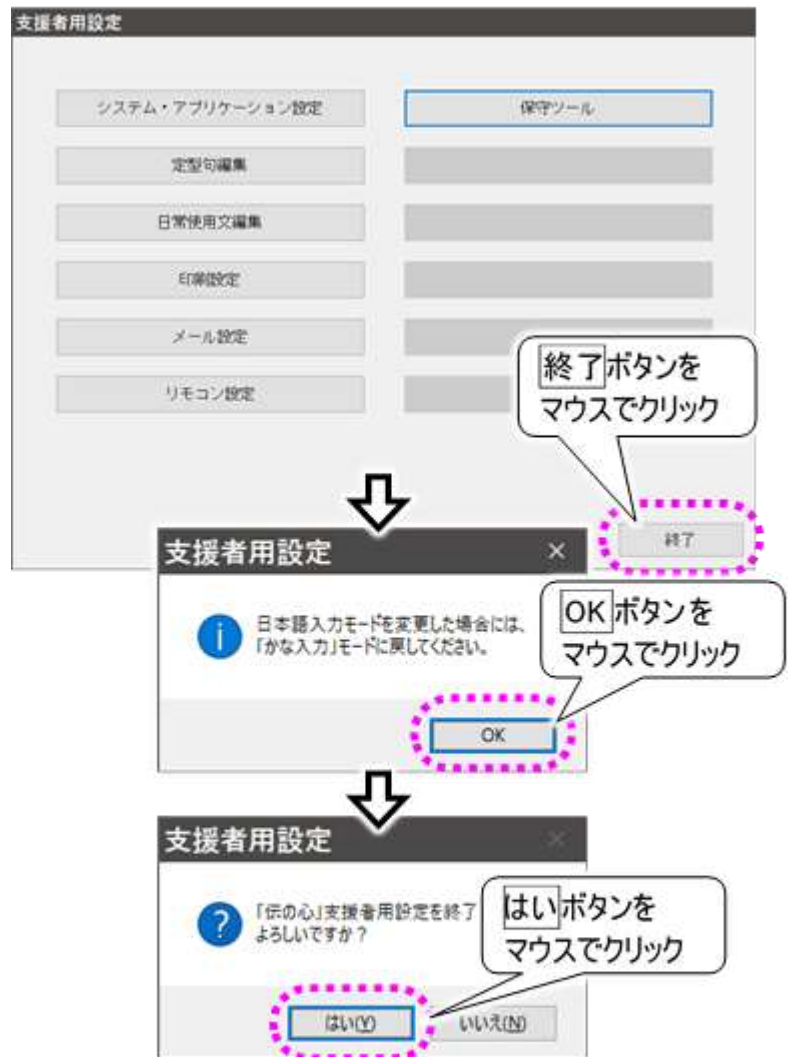 支援者用設定
システム・アプリケーション設定
保守ツール
定型句編集
日常使用文編集
印刷設定
メール設定
リモコン設定
終了ボタンを
マウスでクリック
終了
支援者用設定
日本語入力モードを変更した場合には、
「かな入力」モードに戻してください。
OKボタンを
マウスでクリック
OK
支援者用設定
「伝の心」支援者用設定を終了
よろしいですか？
はいボタンを
マウスでクリック
はい(Y)
いいえ(N)